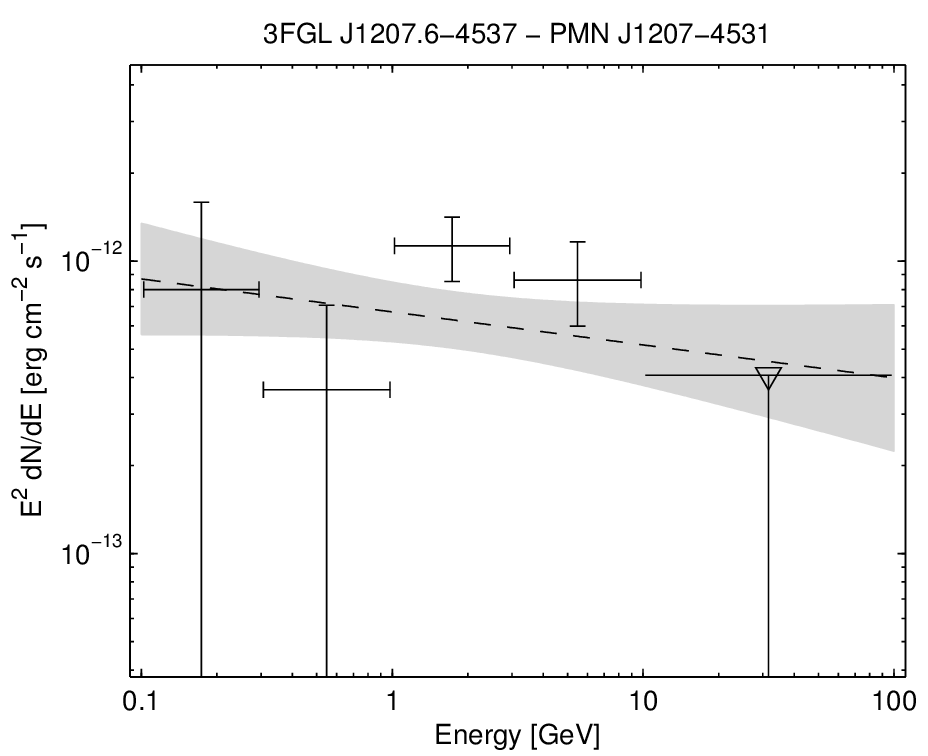 3FGL J1207.6−4537 − PMN J1207−4531
E² dN/dE [erg cm⁻² s⁻¹]
10⁻¹²
10⁻¹³
0.1
1
10
100
Energy [GeV]